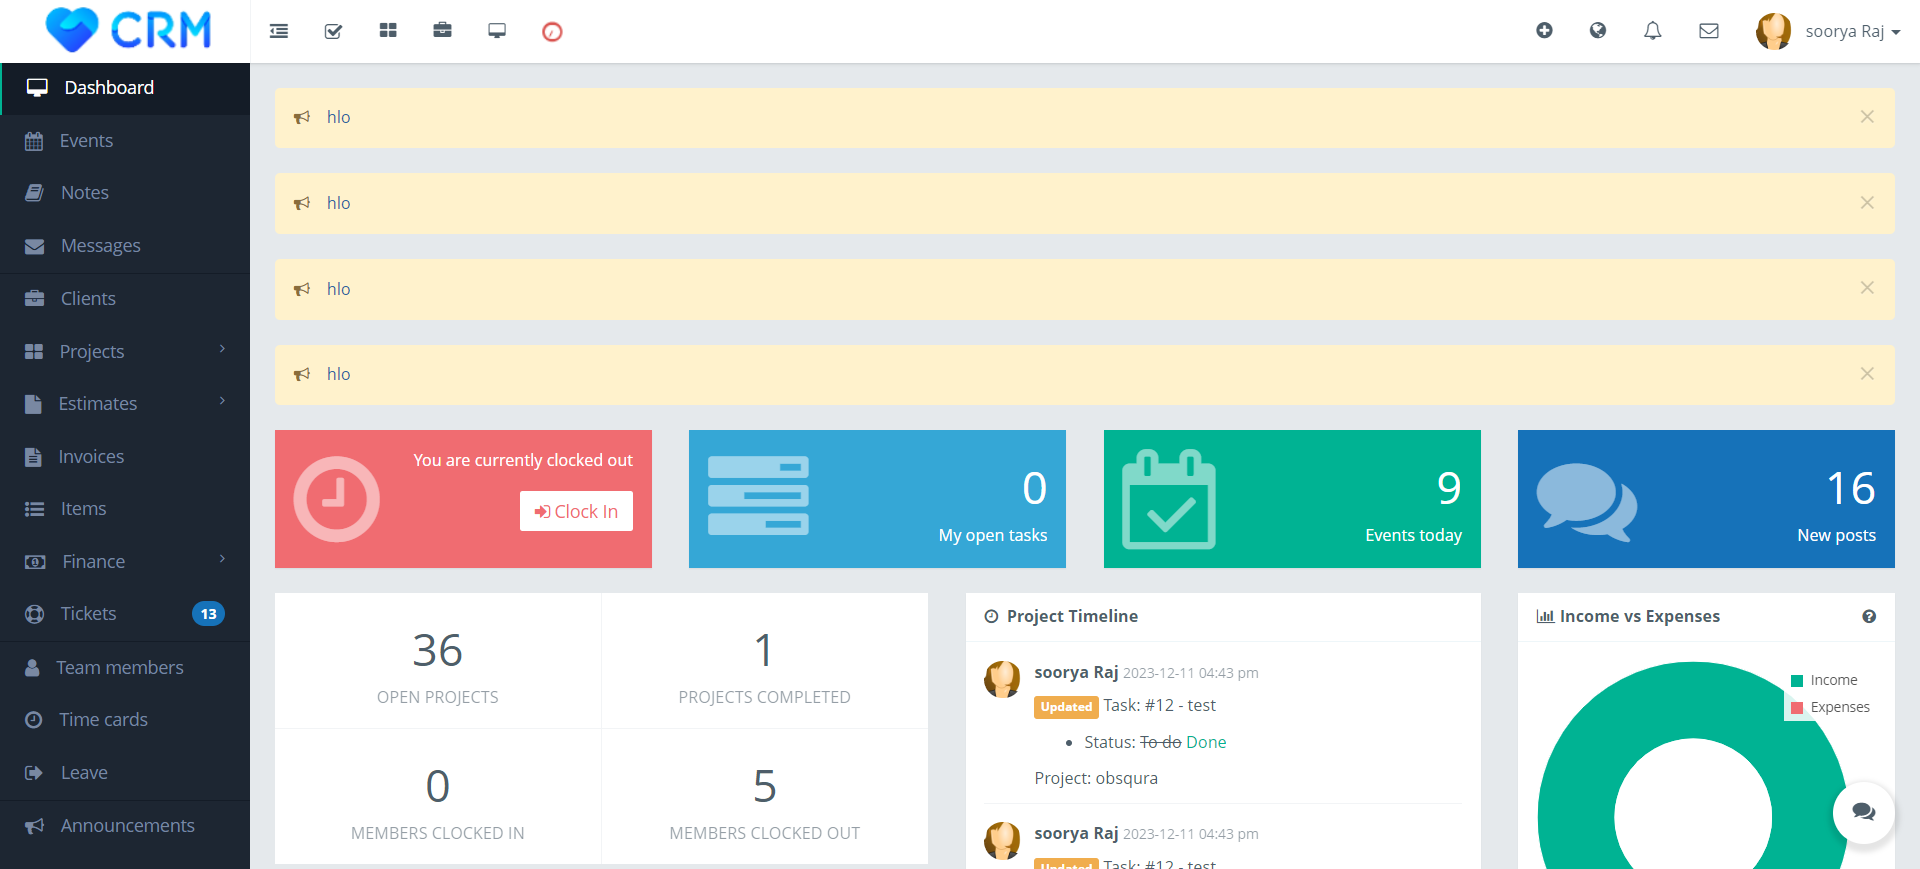 CRM
soorya Raj
Dashboard
Events
Notes
Messages
Clients
Projects
Estimates
Invoices
Items
Finance
Tickets 13
Team members
Time cards
Leave
Announcements
hlo
hlo
hlo
hlo
You are currently clocked out
Clock In
0
My open tasks
9
Events today
16
New posts
36
OPEN PROJECTS
1
PROJECTS COMPLETED
0
MEMBERS CLOCKED IN
5
MEMBERS CLOCKED OUT
Project Timeline
soorya Raj 2023-12-11 04:43 pm
Updated Task: #12 - test
Status: To do Done
Project: obsqura
soorya Raj 2023-12-11 04:43 pm
Updated Task: #12 - test
Income vs Expenses
Income
Expenses